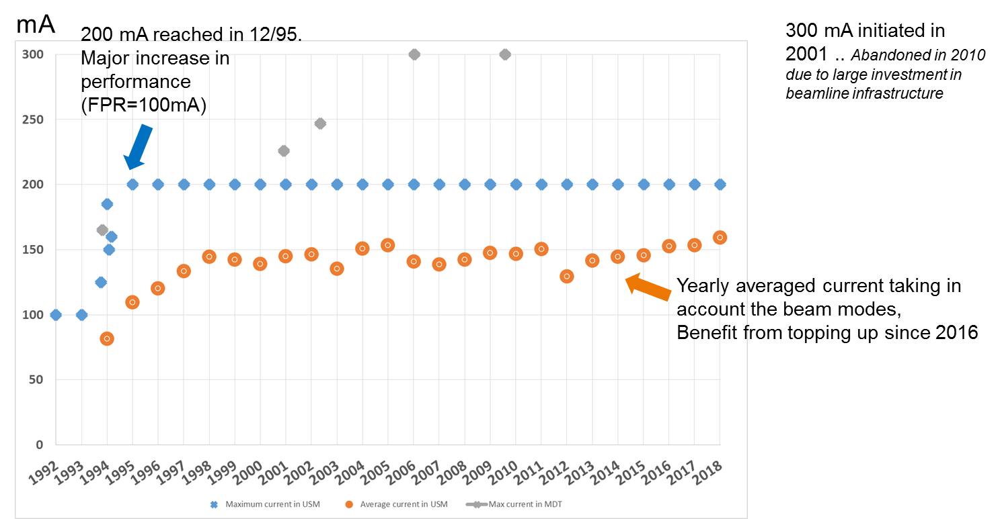 mA
200 mA reached in 12/95.
Major increase in
performance
(FPR=100mA)
300 mA initiated in
2001 .. Abandoned in 2010
due to large investment in
beamline infrastructure
300
250
200
150
100
50
0
Yearly averaged current taking in
account the beam modes,
Benefit from topping up since 2016
1992 1993 1994 1995 1996 1997 1998 1999 2000 2001 2002 2003 2004 2005 2006 2007 2008 2009 2010 2011 2012 2013 2014 2015 2016 2017 2018
Maximum current in USM Average current in USM Max current in MDT